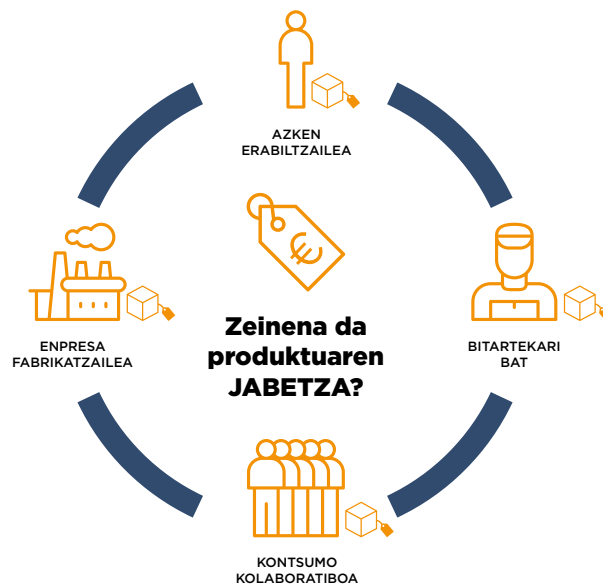 AZKEN
ERABILTZAILEA
ENPRESA
FABRIKATZAILEA
€
Zeinena da
produktuaren
JABETZA?
BITARTEKARI
BAT
KONTSUMO
KOLABORATIBOA